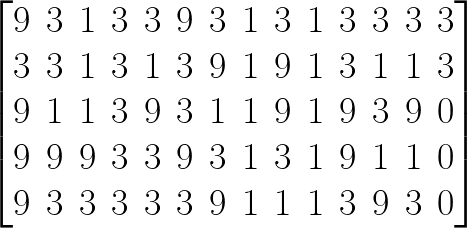 9 3 1 3 3 9 3 1 3 1 3 3 3 3
3 3 1 3 1 3 9 1 9 1 3 1 1 3
9 1 1 3 9 3 1 1 9 1 9 3 9 0
9 9 9 3 3 9 3 1 3 1 9 1 1 0
9 3 3 3 3 3 9 1 1 1 3 9 3 0